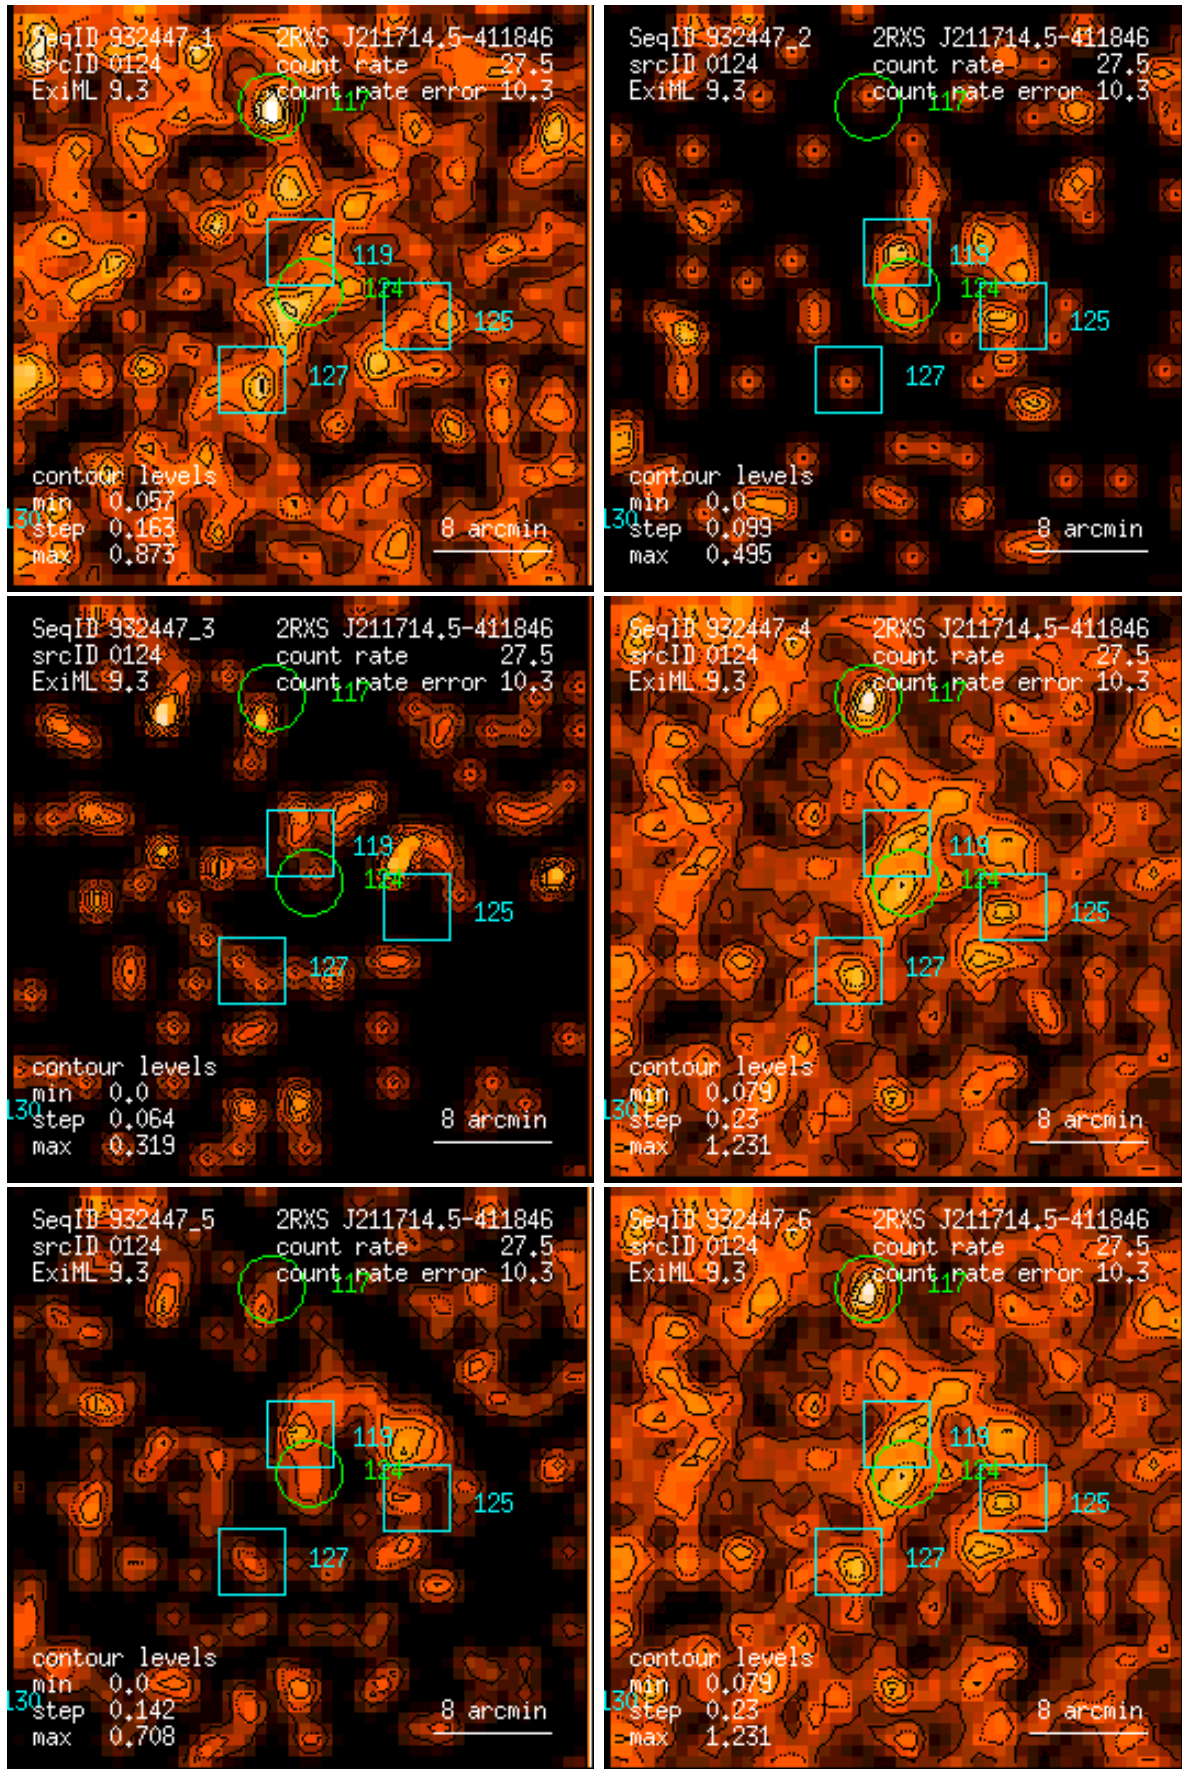 SeqID 932447_1 2RXS J211714.5-411846
srcID 0124 count rate 27.5
ExiML 9.3 count rate error 10.3
117
119
124
125
127
contour levels
min 0.057
130
step 0.163 8 arcmin
max 0.873
SeqID 932447_2 2RXS J211714.5-411846
srcID 0124 count rate 27.5
ExiML 9.3 count rate error 10.3
117
119
124
125
127
contour levels
min 0.0
130
step 0.099 8 arcmin
max 0.495
SeqID 932447_3 2RXS J211714.5-411846
srcID 0124 count rate 27.5
ExiML 9.3 count rate error 10.3
117
119
124
125
127
contour levels
min 0.0
130
step 0.064 8 arcmin
max 0.319
SeqID 932447_4 2RXS J211714.5-411846
srcID 0124 count rate 27.5
ExiML 9.3 count rate error 10.3
117
119
124
125
127
contour levels
min 0.079
130
step 0.23 8 arcmin
max 1.231
SeqID 932447_5 2RXS J211714.5-411846
srcID 0124 count rate 27.5
ExiML 9.3 count rate error 10.3
117
119
124
125
127
contour levels
min 0.0
130
step 0.142 8 arcmin
max 0.708
SeqID 932447_6 2RXS J211714.5-411846
srcID 0124 count rate 27.5
ExiML 9.3 count rate error 10.3
117
119
124
125
127
contour levels
min 0.079
130
step 0.23 8 arcmin
max 1.231